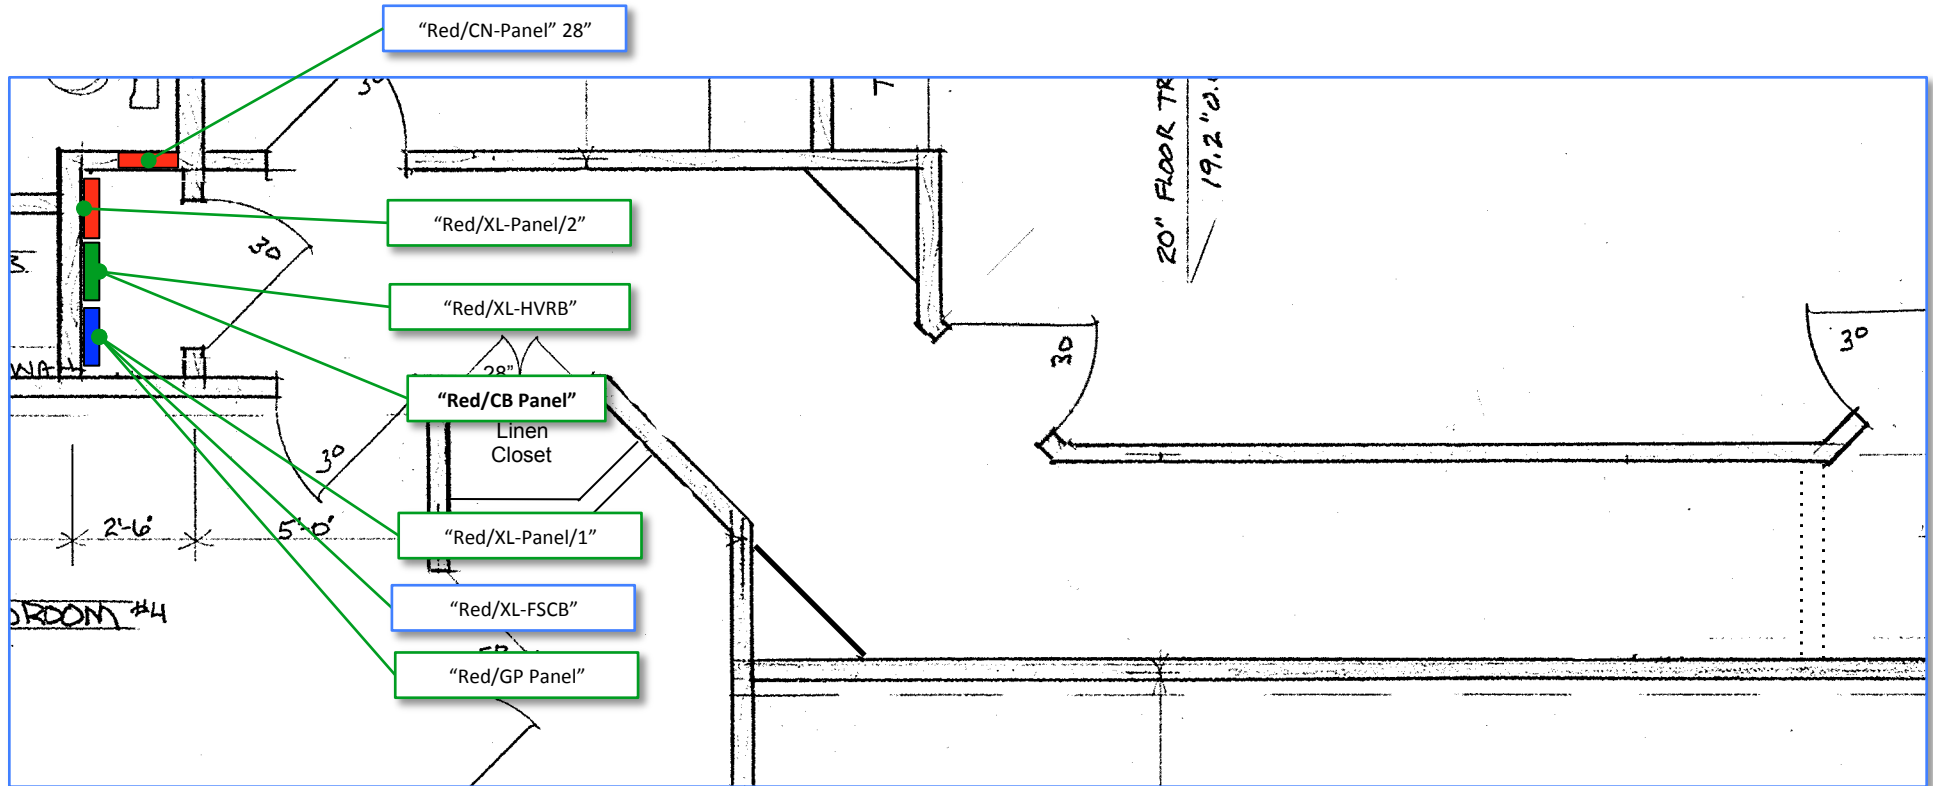 “Red/CN-Panel” 28”
20" FLOOR TR
19.2"
“Red/XL-Panel/2”
30
“Red/XL-HVRB”
30
30
28”
“Red/CB Panel”
Linen
Closet
30
2'-6"
5'-0"
“Red/XL-Panel/1”
“Red/XL-FSCB”
DROOM #4
“Red/GP Panel”